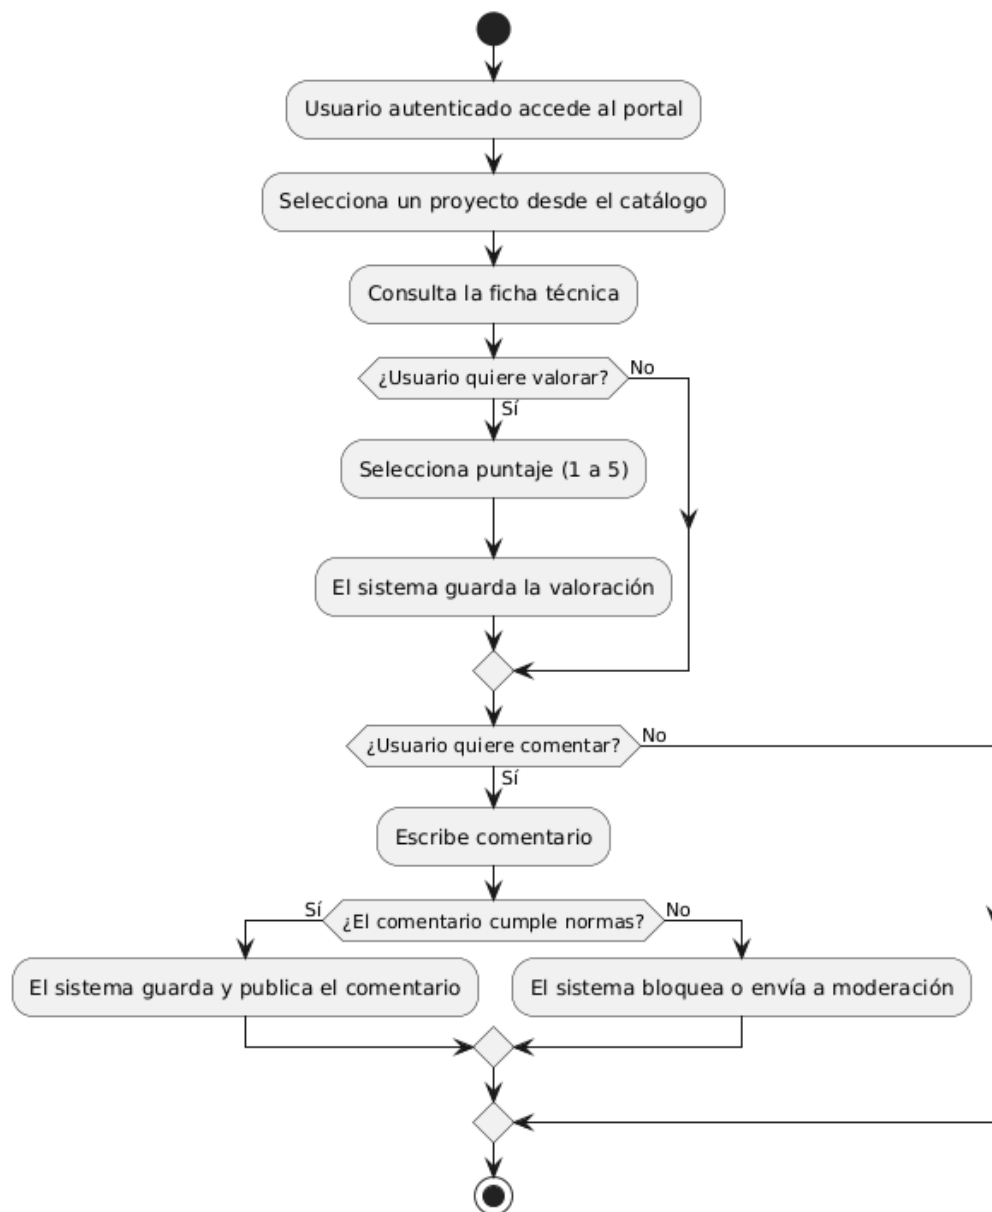 Usuario autenticado accede al portal
Selecciona un proyecto desde el catálogo
Consulta la ficha técnica
¿Usuario quiere valorar?
No
Sí
Selecciona puntaje (1 a 5)
El sistema guarda la valoración
¿Usuario quiere comentar?
No
Sí
Escribe comentario
Sí
¿El comentario cumple normas?
No
El sistema guarda y publica el comentario
El sistema bloquea o envía a moderación